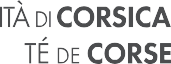 ITÀ DI CORSICA
TÉ DE CORSE